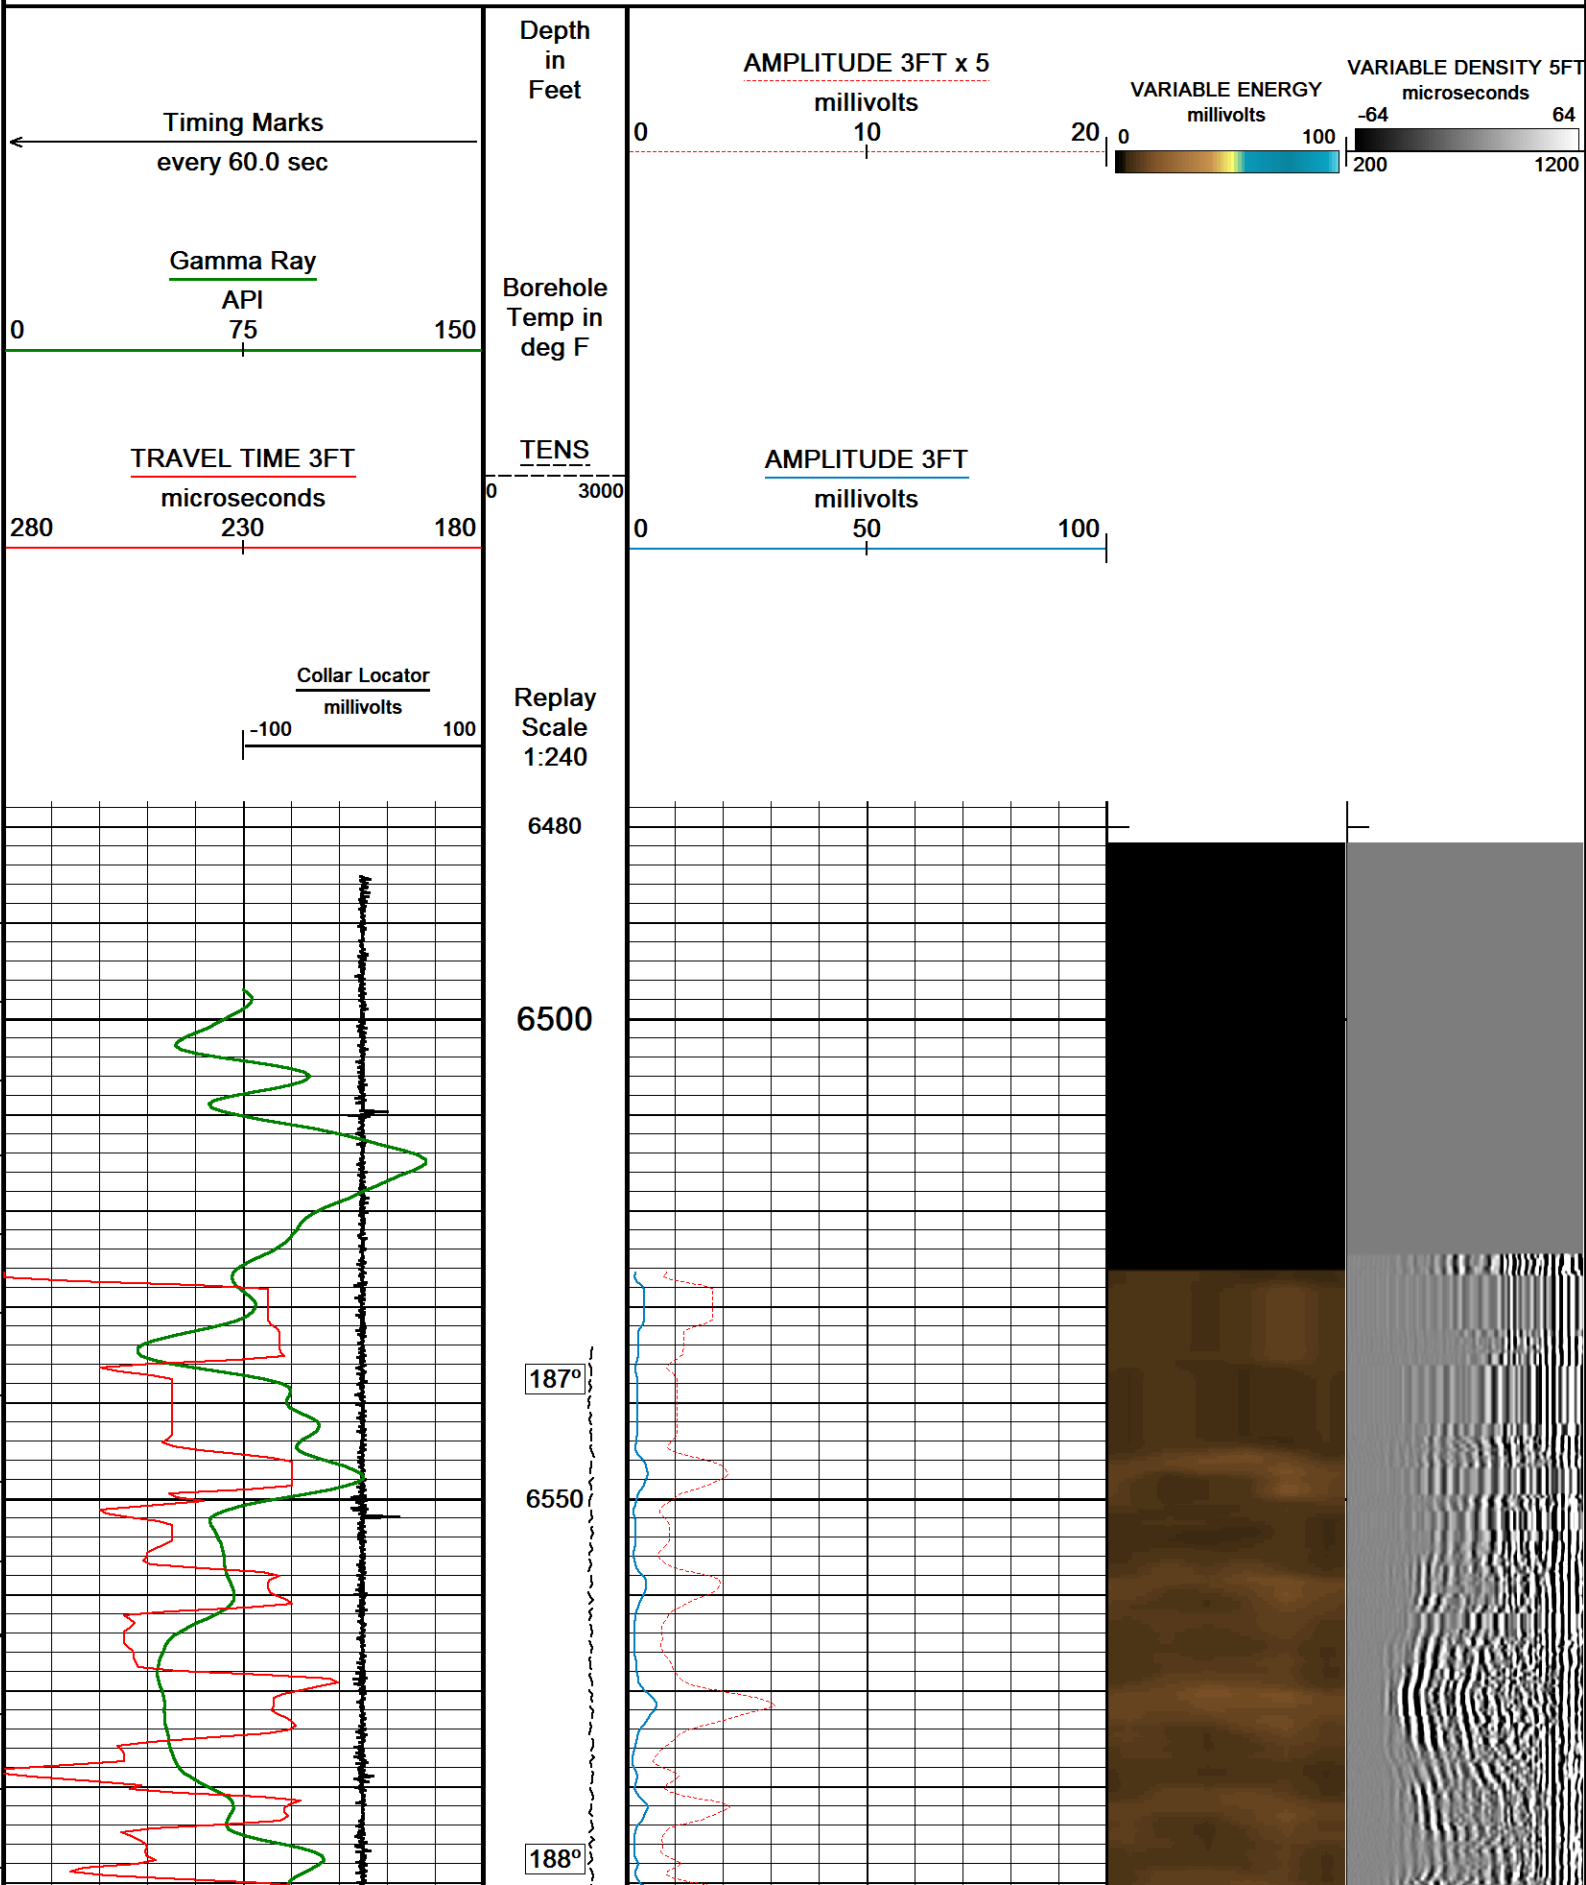 Timing Marks
every 60.0 sec
Gamma Ray
API
0 75 150
TRAVEL TIME 3FT
microseconds
280 230 180
Collar Locator
millivolts
-100 100
Depth
in
Feet
Borehole
Temp in
deg F
TENS
0 3000
Replay
Scale
1:240
AMPLITUDE 3FT x 5
millivolts
0 10 20
AMPLITUDE 3FT
millivolts
0 50 100
VARIABLE ENERGY
millivolts
0 100
VARIABLE DENSITY 5FT
microseconds
-64 64
200 1200
6480
6500
187º
6550
188º